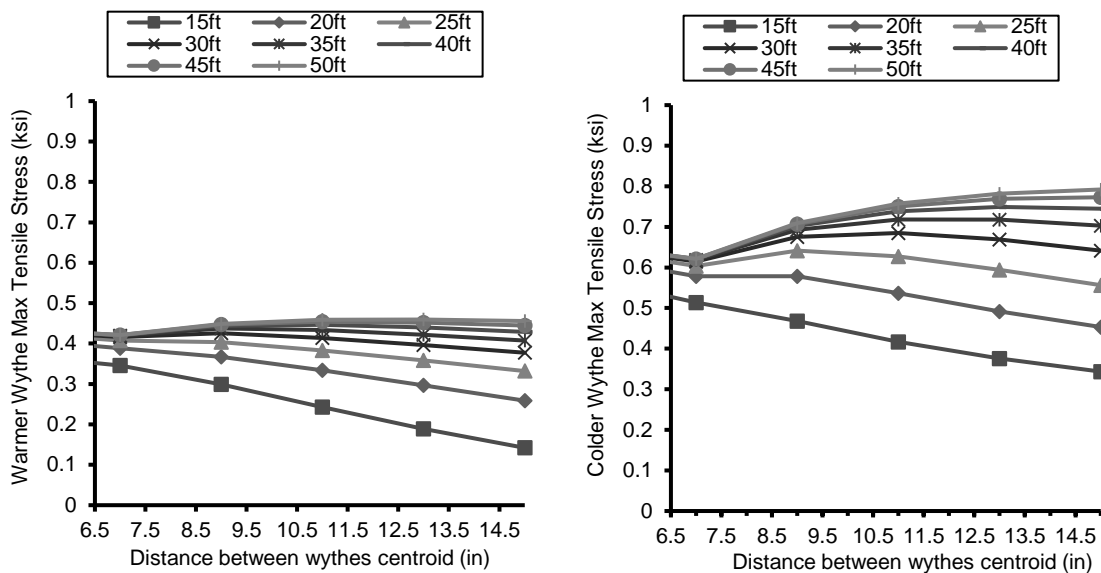 15ft 20ft 25ft
30ft 35ft 40ft
45ft 50ft
Warmer Wythe Max Tensile Stress (ksi)
1
0.9
0.8
0.7
0.6
0.5
0.4
0.3
0.2
0.1
0
6.5 7.5 8.5 9.5 10.5 11.5 12.5 13.5 14.5
Distance between wythes centroid (in)
15ft 20ft 25ft
30ft 35ft 40ft
45ft 50ft
Colder Wythe Max Tensile Stress (ksi)
1
0.9
0.8
0.7
0.6
0.5
0.4
0.3
0.2
0.1
0
6.5 7.5 8.5 9.5 10.5 11.5 12.5 13.5 14.5
Distance between wythes centroid (in)